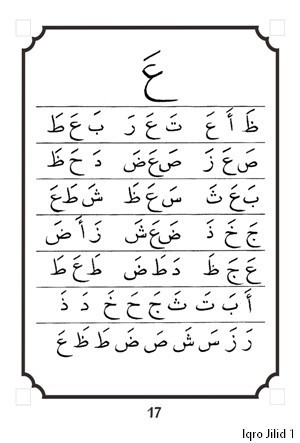 عَ
ظَ أَ عَ تَ عَ رَ بَ عَ طَ
صَ عَ زَ صَ عَ ضَ دَ حَ ظَ
بَ عَ ثَ سَ عَ ظَ شَ طَ عَ
جَ خَ ذَ ضَ عَ شَ زَ أَ ضَ
عَ جَ ظَ دَ طَ ضَ طَ عَ ظَ
أَ بَ تَ ثَ جَ حَ خَ دَ ذَ
رَ زَ سَ شَ صَ ضَ طَ ظَ عَ
17
Iqro Jilid 1